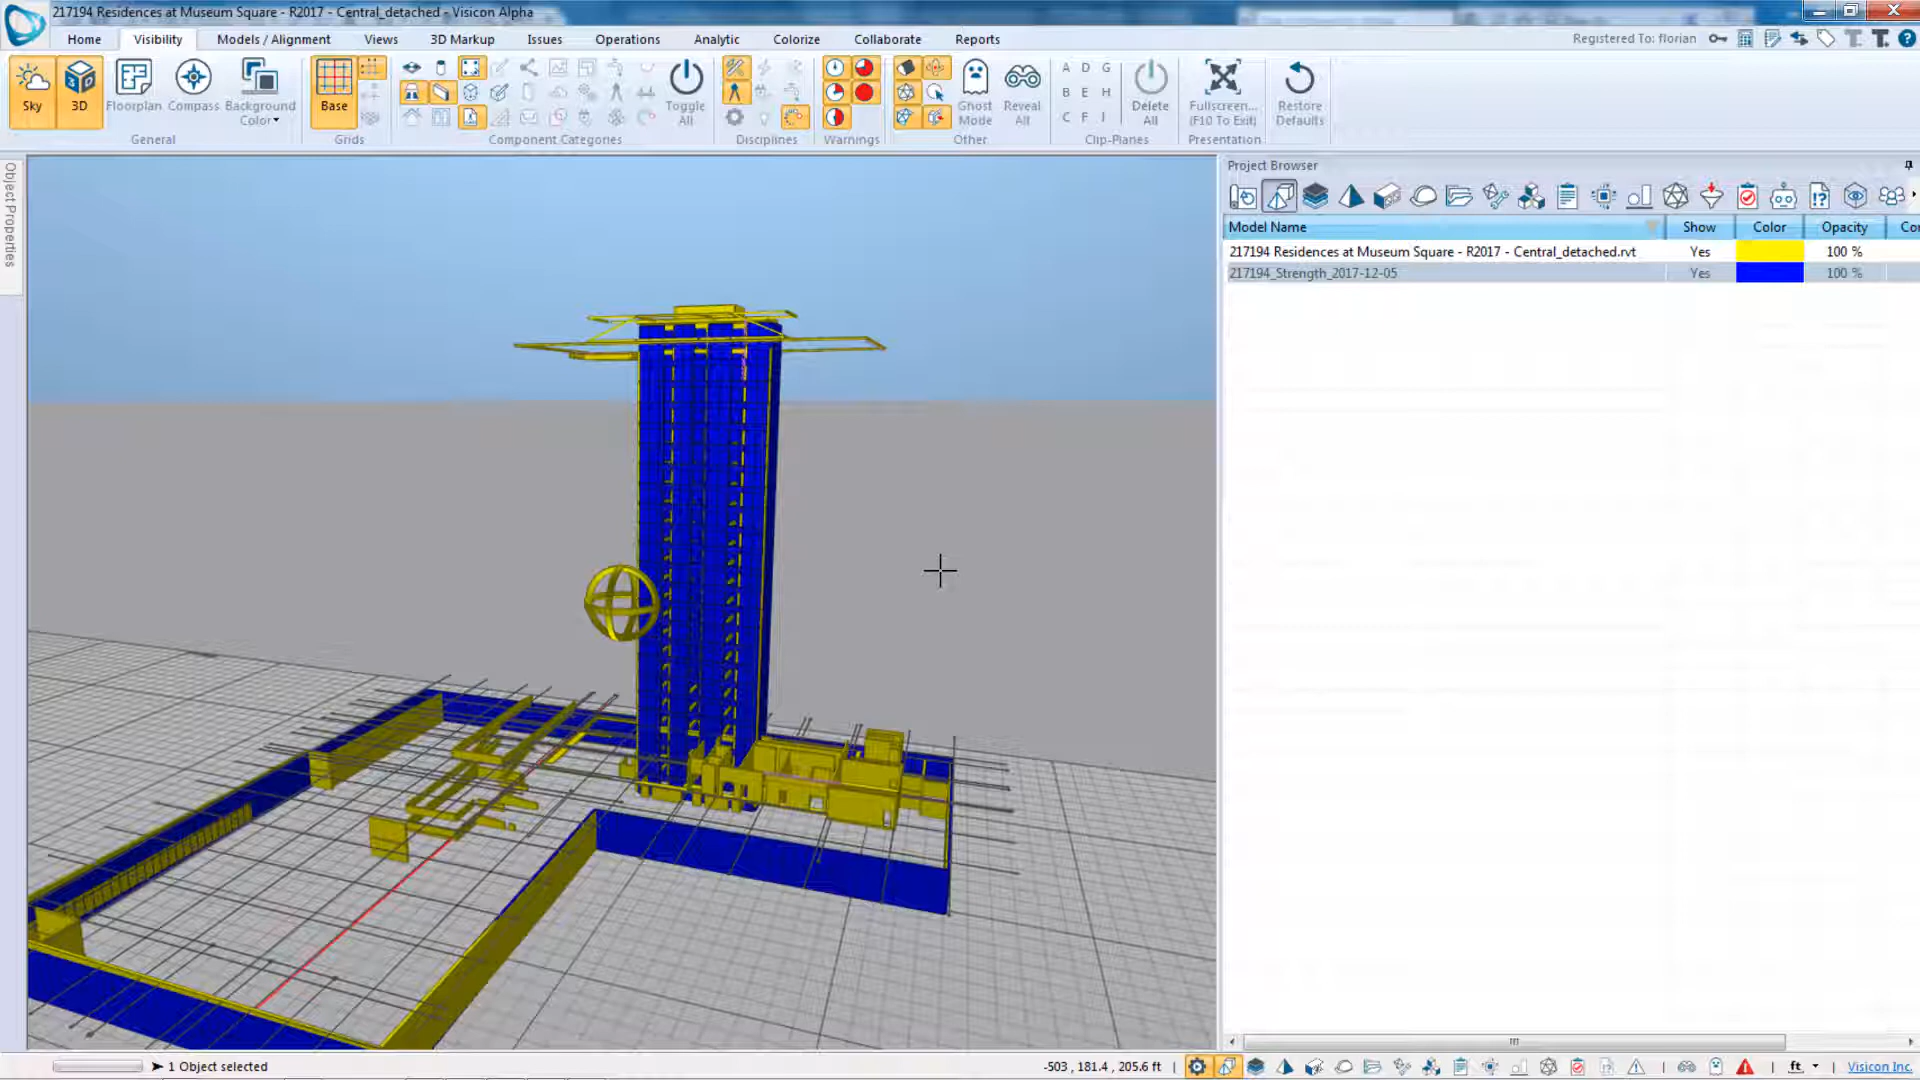 217194 Residences at Museum Square - R2017 - Central_detached - Visicon Alpha
Home Visibility Models / Alignment Views 3D Markup Issues Operations Analytic Colorize Collaborate Reports
Registered To: florian
Sky 3D Floorplan Compass Background Color
Base
Toggle All
Ghost Mode Reveal All
A D G
B E H
C F I
Delete All
Fullscreen... (F10 To Exit)
Restore Defaults
General Grids Component Categories Disciplines Warnings Other Clip-Planes Presentation
Object Properties
Project Browser
Model Name Show Color Opacity Cor
217194 Residences at Museum Square - R2017 - Central_detached.rvt Yes 100 %
217194_Strength_2017-12-05 Yes 100 %
1 Object selected
-503 , 181.4 , 205.6 ft
ft
Visicon Inc.